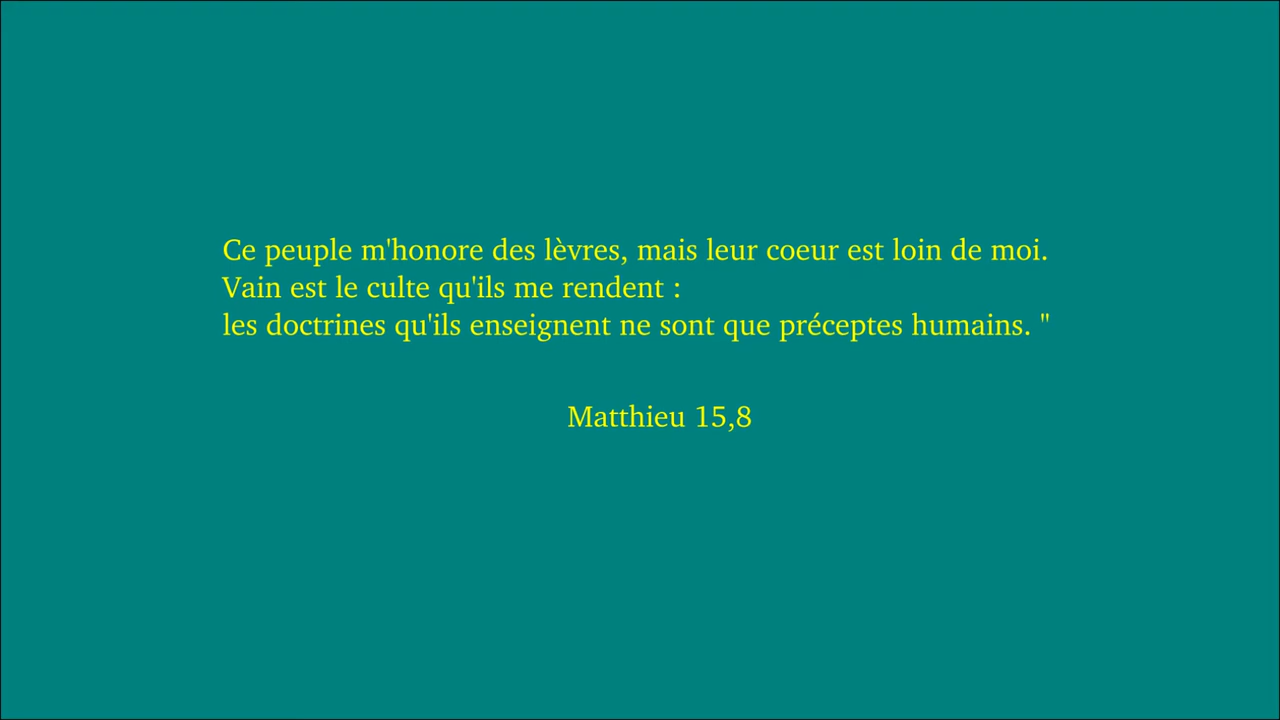 Ce peuple m'honore des lèvres, mais leur coeur est loin de moi.
Vain est le culte qu'ils me rendent :
les doctrines qu'ils enseignent ne sont que préceptes humains. "
Matthieu 15,8